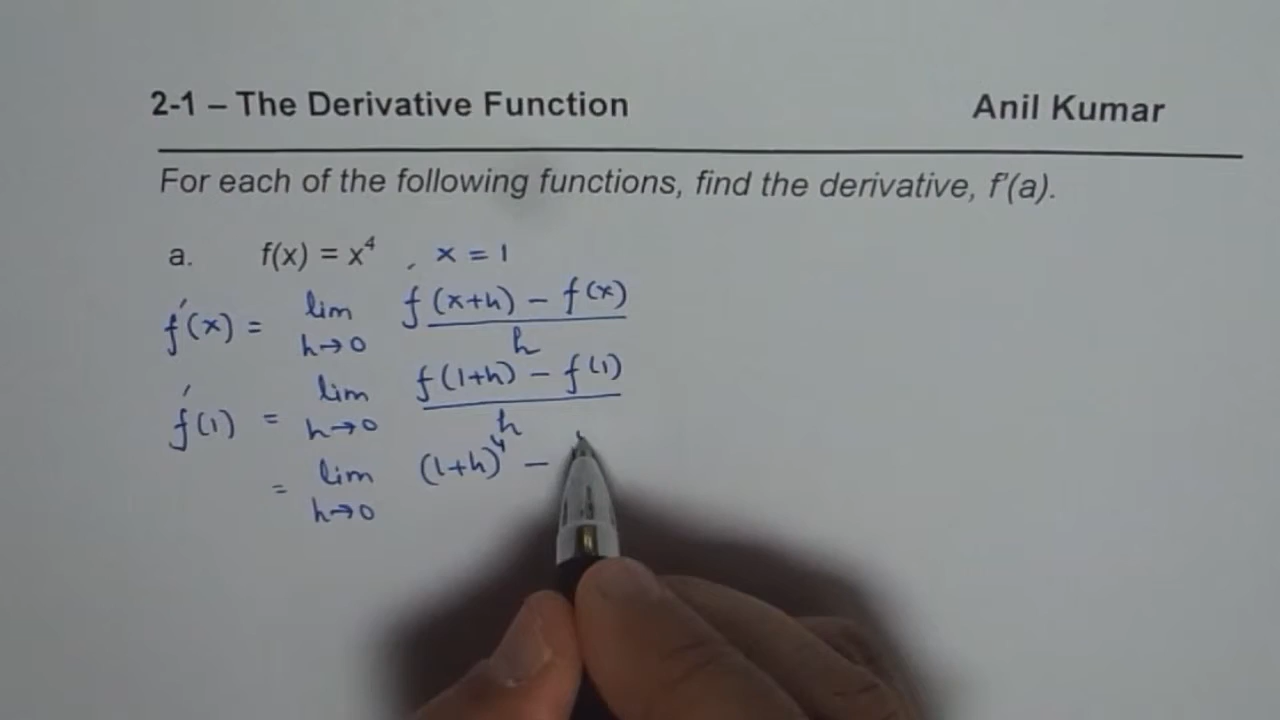 2-1 – The Derivative Function Anil Kumar
For each of the following functions, find the derivative, f'(a).
a. f(x) = x⁴ , x = 1
f'(x) = lim h→0 f(x+h) - f(x) / h
f'(1) = lim h→0 f(1+h) - f(1) / h
= lim h→0 (1+h)⁴ -